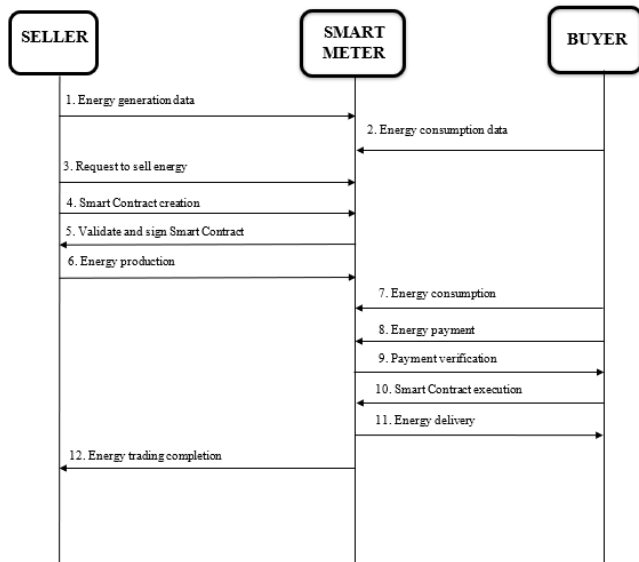 SELLER
SMART
METER
BUYER
1. Energy generation data
2. Energy consumption data
3. Request to sell energy
4. Smart Contract creation
5. Validate and sign Smart Contract
6. Energy production
7. Energy consumption
8. Energy payment
9. Payment verification
10. Smart Contract execution
11. Energy delivery
12. Energy trading completion